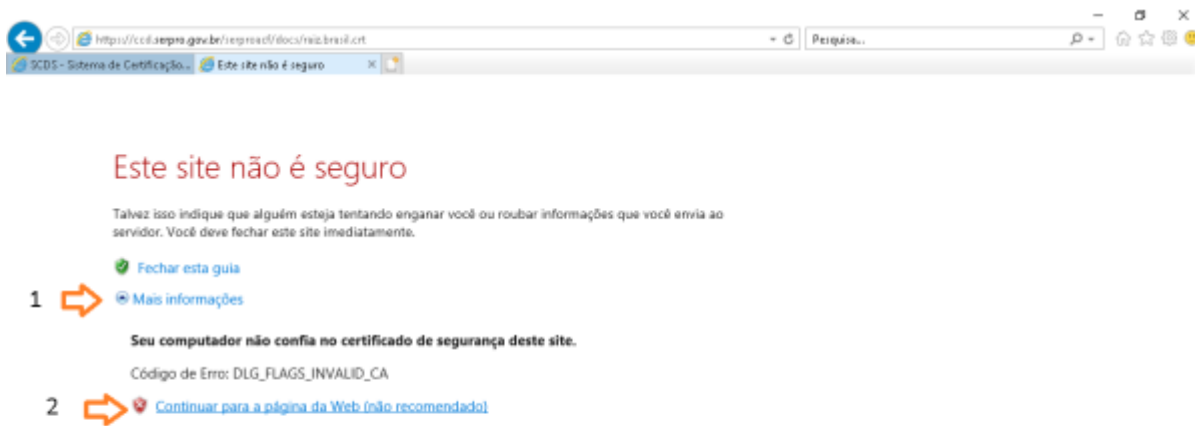 https://ccd.serpro.gov.br/serproacf/docs/raiz.brasil.crt
Pesquisa...
SCDS - Sistema de Certificação...
Este site não é seguro
Este site não é seguro
Talvez isso indique que alguém esteja tentando enganar você ou roubar informações que você envia ao
servidor. Você deve fechar este site imediatamente.
Fechar esta guia
1
Mais informações
Seu computador não confia no certificado de segurança deste site.
Código de Erro: DLG_FLAGS_INVALID_CA
2
Continuar para a página da Web (não recomendado)